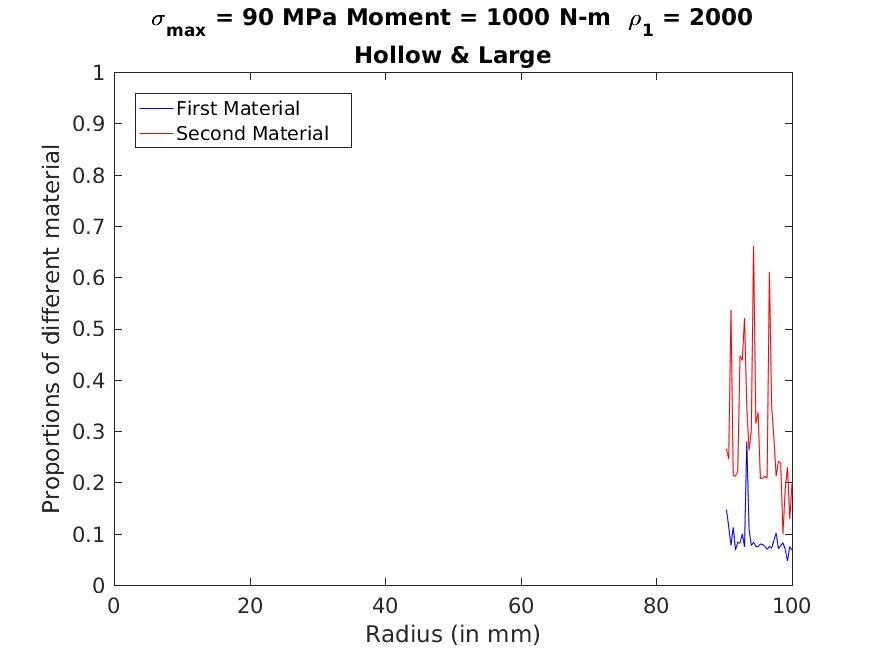 σmax = 90 MPa Moment = 1000 N-m ρ1 = 2000
Hollow & Large
First Material
Second Material
Proportions of different material
1
0.9
0.8
0.7
0.6
0.5
0.4
0.3
0.2
0.1
0
0 20 40 60 80 100
Radius (in mm)